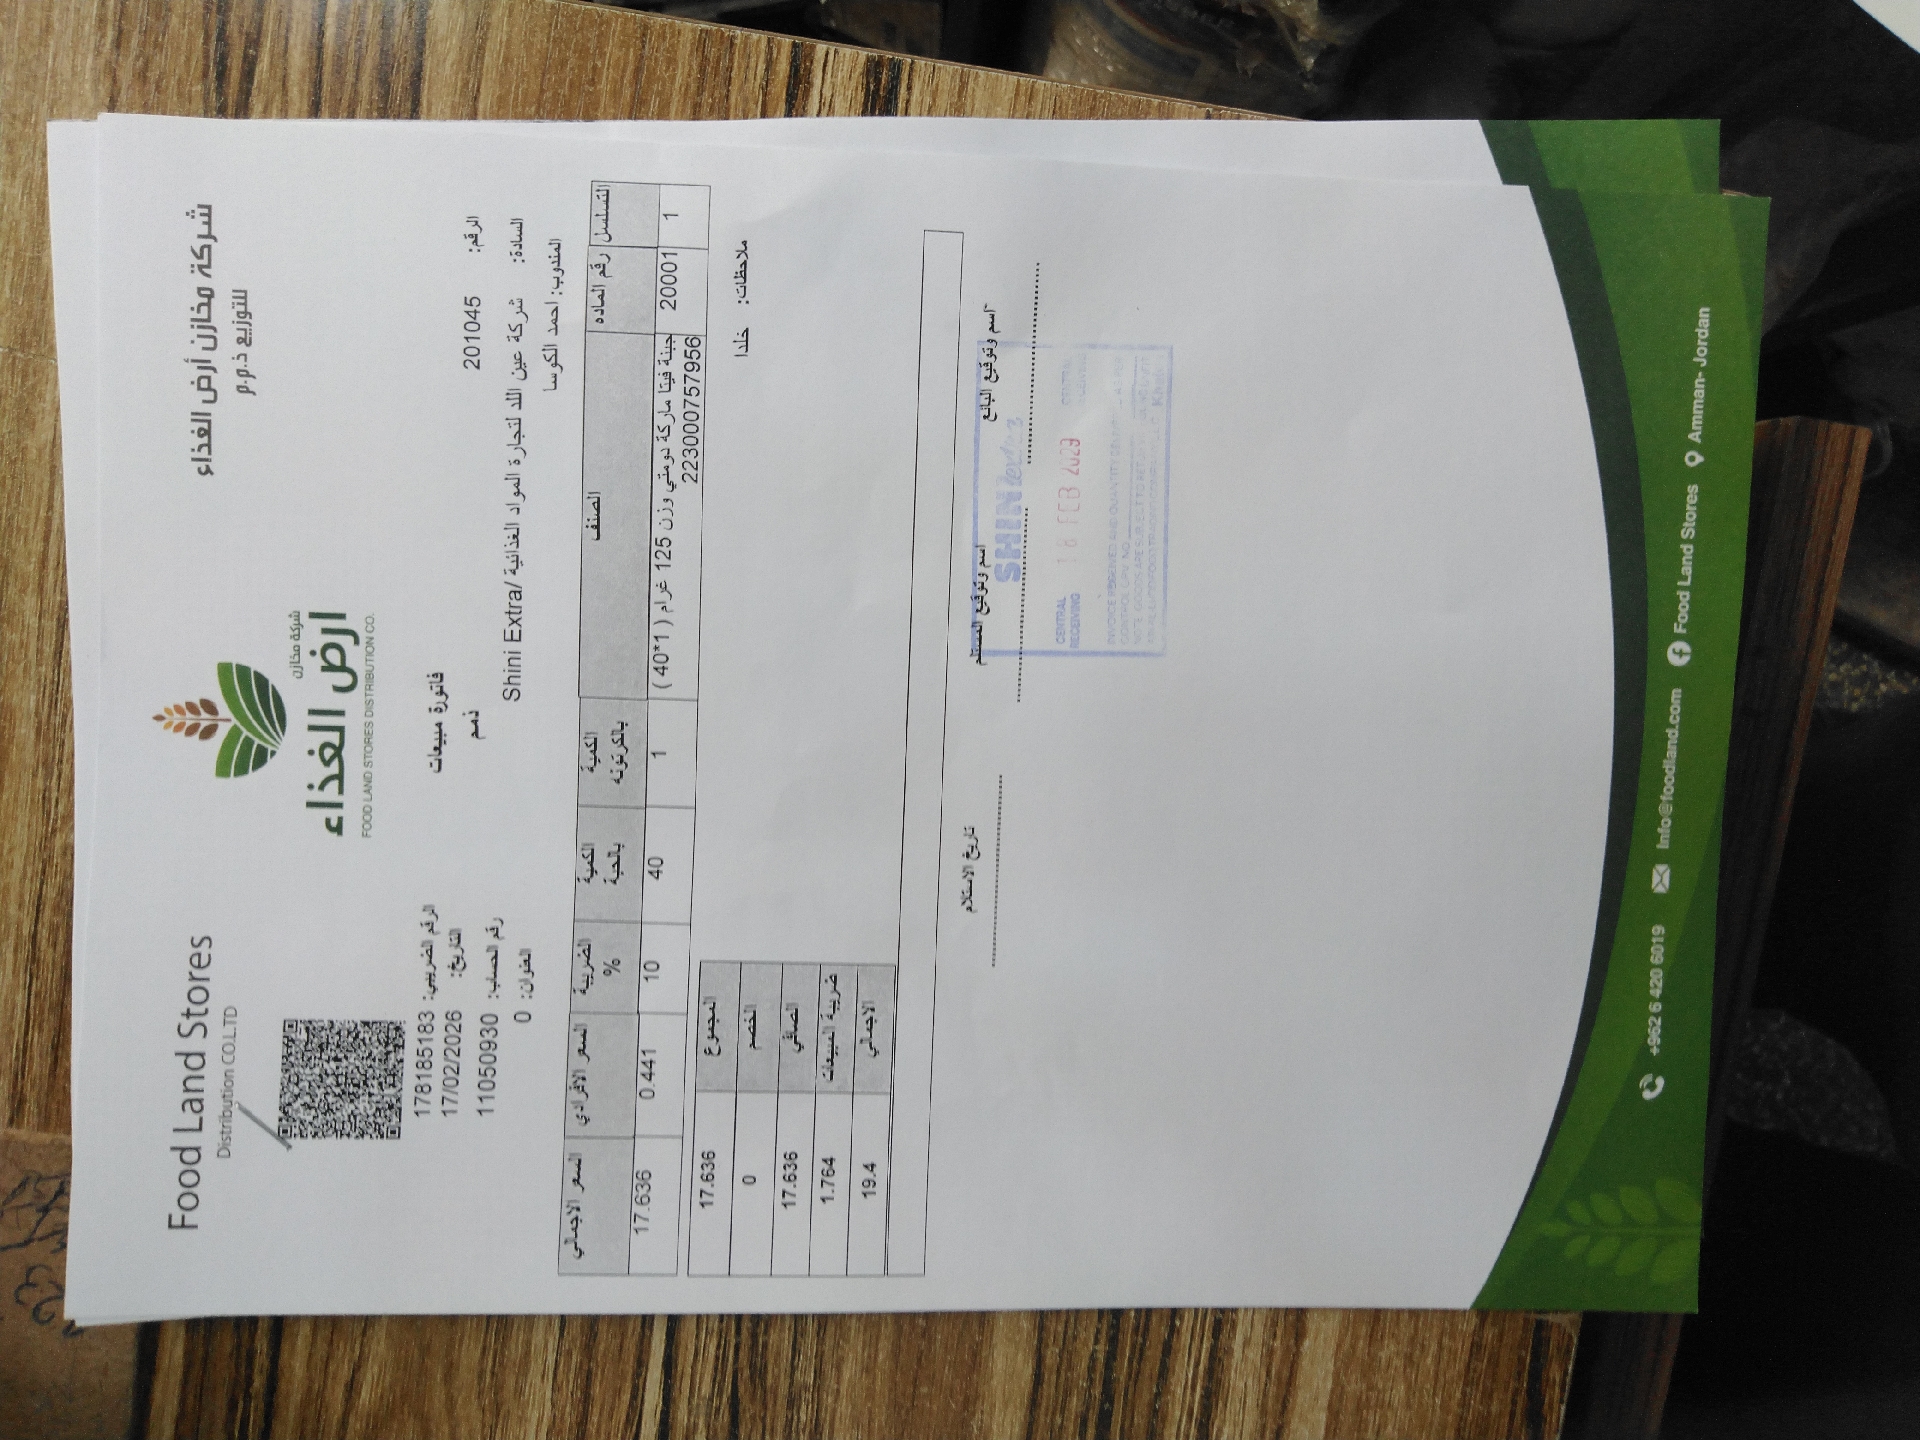 Food Land Stores
Distribution CO.LTD
شركة مخازن
ارض الغذاء
FOOD LAND STORES DISTRIBUTION CO.
شركة مخازن أرض الغذاء
للتوزيع ذ.م.م
الرقم الضريبي: 178185183
فاتورة مبيعات
التاريخ: 17/02/2026
ذمم
الرقم: 201045
رقم الحساب: 11050930
السادة: شركة عين اللد لتجارة المواد الغذائية /Shini Extra
العنوان: 0
المندوب: احمد الكوسا
التسلسل رقم الماده الصنف الكمية بالكرتونه الكمية بالحبة الضريبة % السعر الافرادي السعر الاجمالي
1 20001 جبنة فيتا ماركة دومتي وزن 125 غرام ( 1*40 ) 1 40 10 0.441 17.636
2230000757956
المجموع 17.636
الخصم 0
الصافي 17.636
ضريبة المبيعات 1.764
الاجمالي 19.4
ملاحظات: خلدا
اسم وتوقيع البائع
اسم وتوقيع المستلم
تاريخ الاستلام
SHINI
CENTRAL
RECEIVING
18 FEB
+962 6 420 6019
Info@foodland.com
Food Land Stores
Amman- Jordan